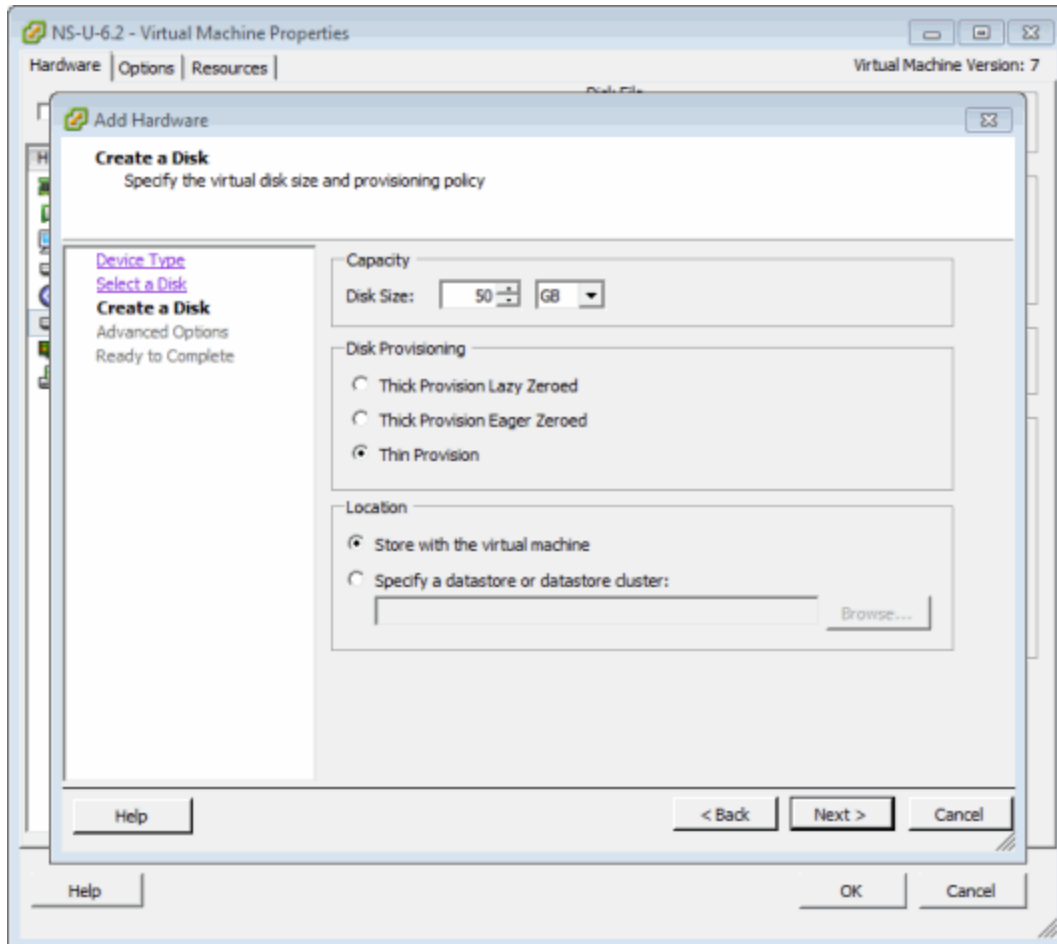 NS-U-6.2 - Virtual Machine Properties
Hardware Options Resources Virtual Machine Version: 7
Add Hardware
Create a Disk
Specify the virtual disk size and provisioning policy
Device Type
Select a Disk
Create a Disk
Advanced Options
Ready to Complete
Capacity
Disk Size: 50 GB
Disk Provisioning
Thick Provision Lazy Zeroed
Thick Provision Eager Zeroed
Thin Provision
Location
Store with the virtual machine
Specify a datastore or datastore cluster:
Browse...
Help < Back Next > Cancel
Help OK Cancel